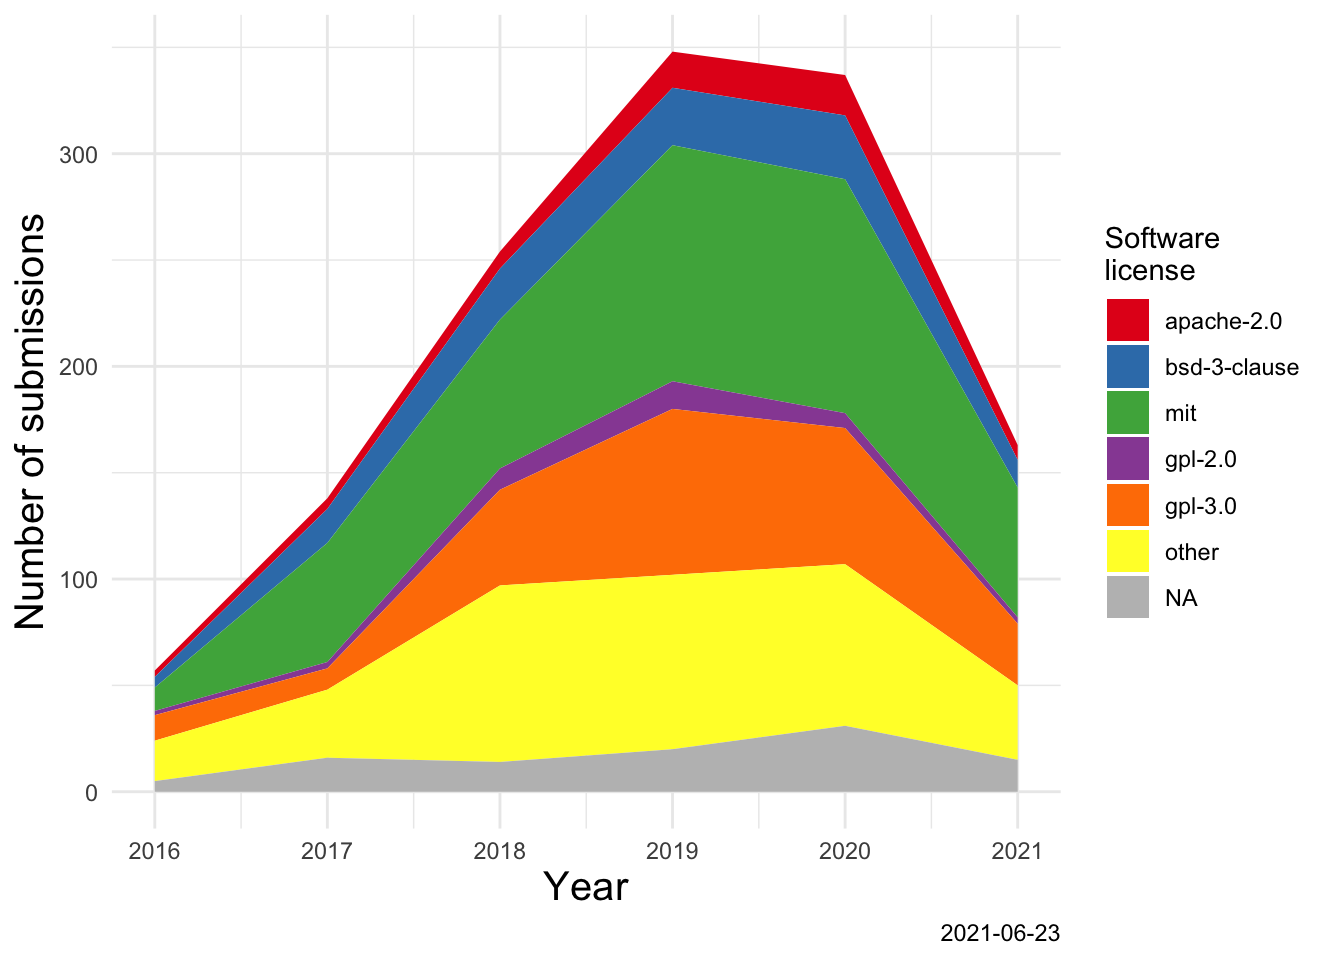 Number of submissions
300
200
100
0
2016 2017 2018 2019 2020 2021
Year
2021-06-23
Software
license
apache-2.0
bsd-3-clause
mit
gpl-2.0
gpl-3.0
other
NA